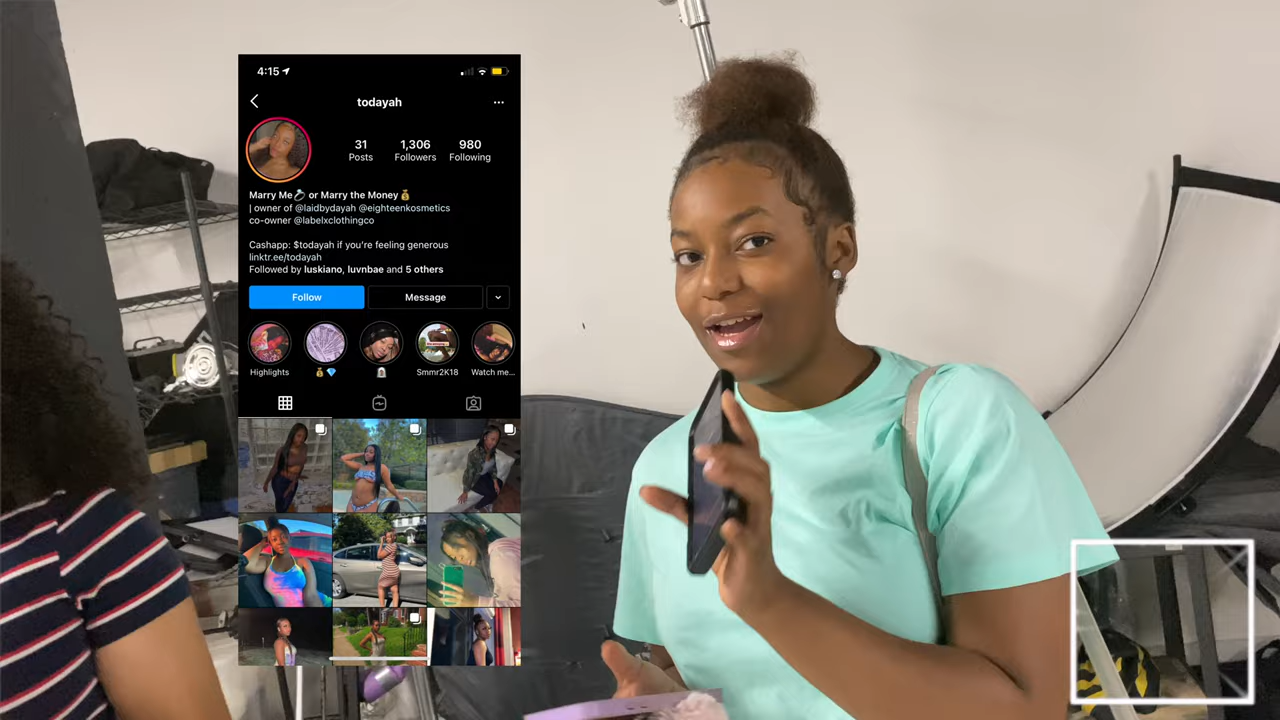 4:15
todayah
31 1,306 980
Posts Followers Following
Marry Me💍 or Marry the Money💰
| owner of @laidbydayah @eighteenkosmetics
co-owner @labelxclothingco
Cashapp: $todayah if you're feeling generous
linktr.ee/todayah
Followed by luskiano, luvnbae and 5 others
Follow Message
Highlights 💰💎 Smmr2K18 Watch me...